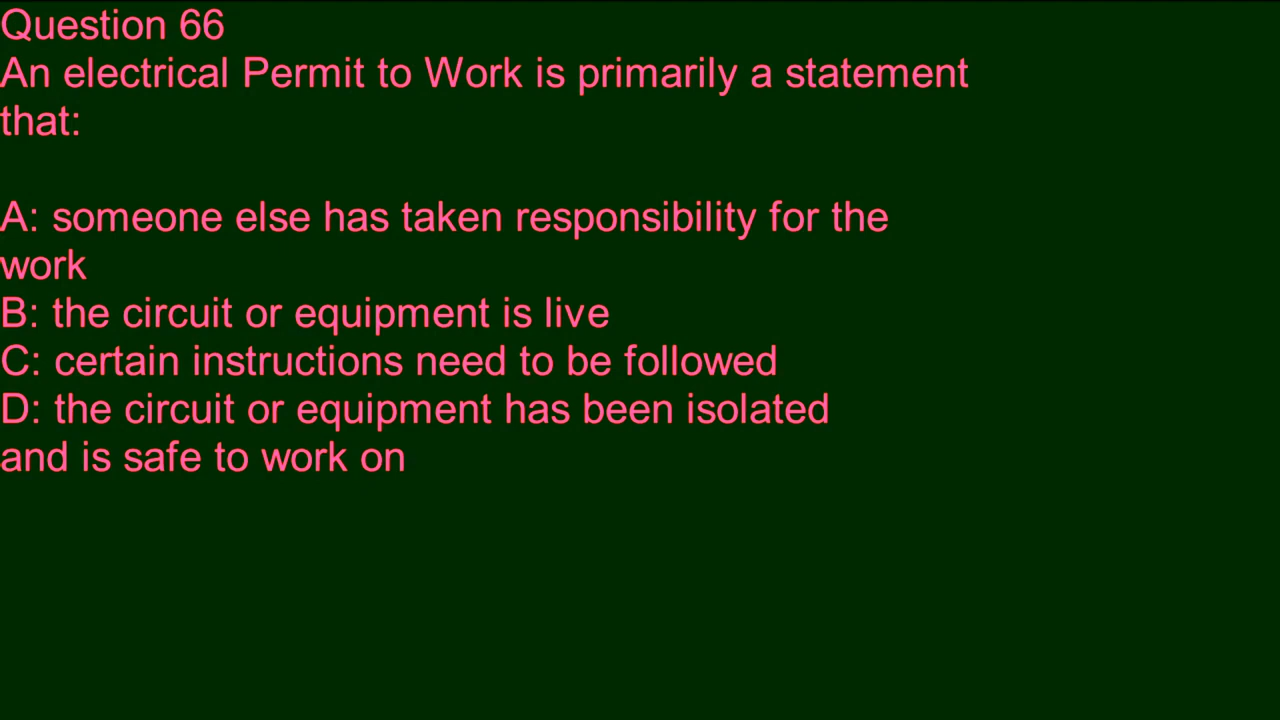 Question 66
An electrical Permit to Work is primarily a statement
that:
A: someone else has taken responsibility for the
work
B: the circuit or equipment is live
C: certain instructions need to be followed
D: the circuit or equipment has been isolated
and is safe to work on